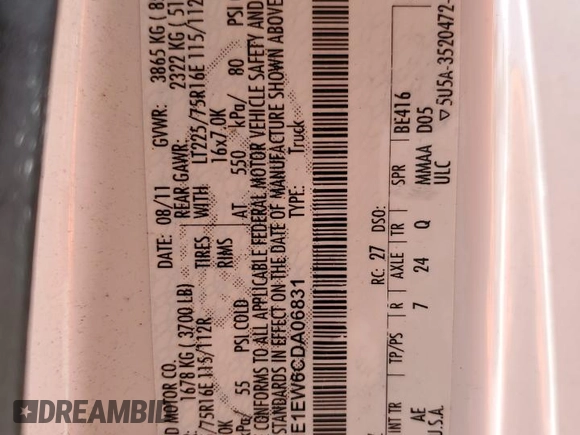 D MOTOR CO.
DATE: 08/11
GVWR: 3865 KG
1678 KG (3700 LB)
REAR GAWR: 2322 KG
/75R16E 115/112R
TIRES WITH LT225/75R16E 115/112
RIMS 16x7.0K
kPa/ 55 PSI COLD AT 550 kPa/ 80 PSI
CONFORMS TO ALL APPLICABLE FEDERAL MOTOR VEHICLE SAFETY AND
STANDARDS IN EFFECT ON THE DATE OF MANUFACTURE SHOWN ABOVE
E1EW6CDA06831
TYPE: Truck
RC: 27 DSO:
INT TR TP/PS R AXLE TR SPR BE416
AE 7 24 Q MMAA D05
U.S.A. ULC
▽5U5A-3520472-
DREAMBID